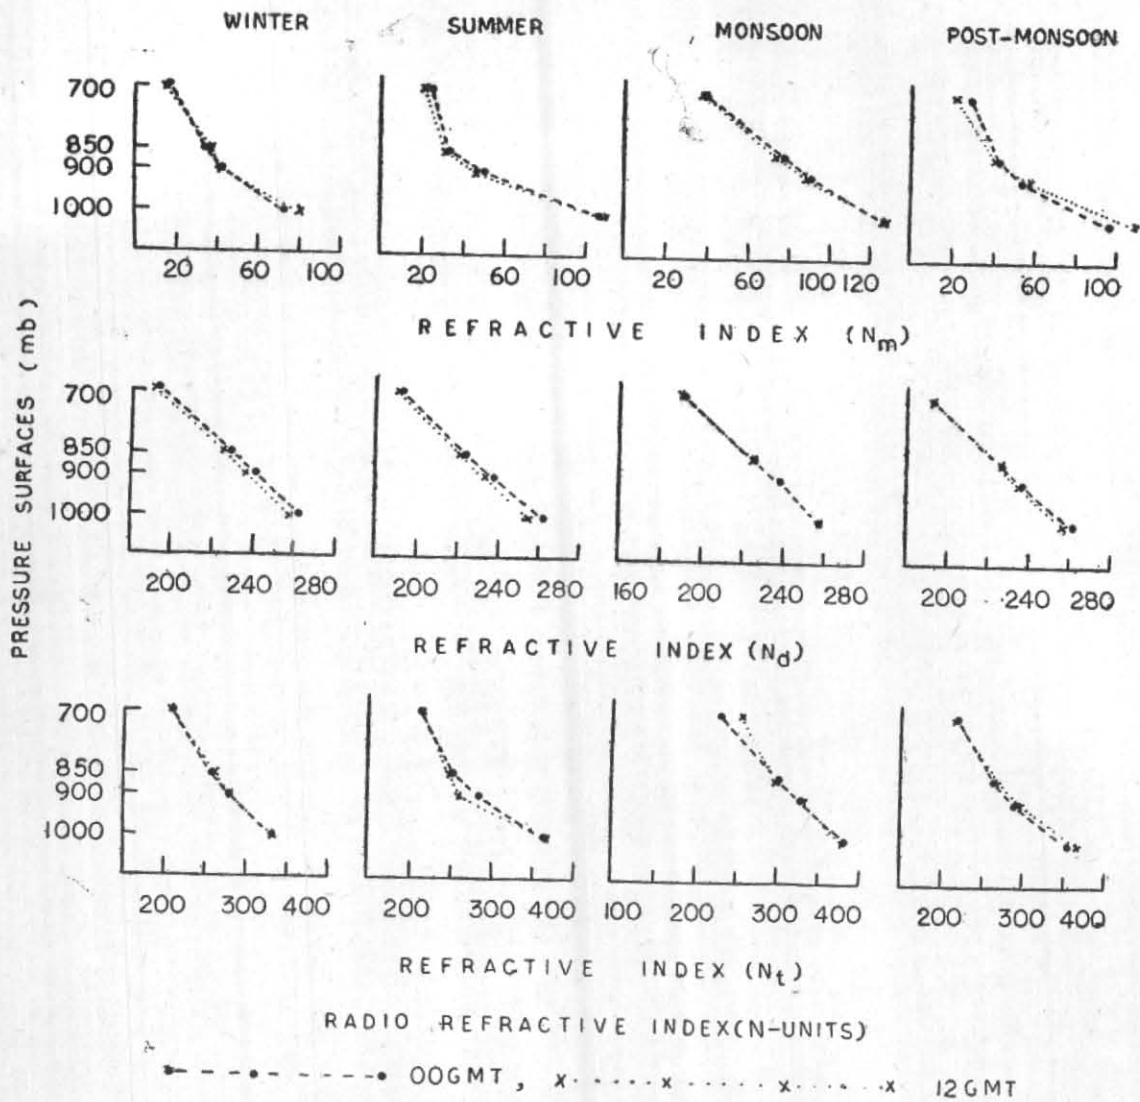 WINTER SUMMER MONSOON POST-MONSOON
700
850
900
1000
20 60 100 20 60 100 20 60 100 120 20 60 100
REFRACTIVE INDEX (Nm)
PRESSURE SURFACES (mb)
700
850
900
1000
200 240 280 200 240 280 160 200 240 280 200 240 280
REFRACTIVE INDEX (Nd)
700
850
900
1000
200 300 400 200 300 400 100 200 300 400 200 300 400
REFRACTIVE INDEX (Nt)
RADIO REFRACTIVE INDEX(N-UNITS)
00GMT, x x x x 12GMT